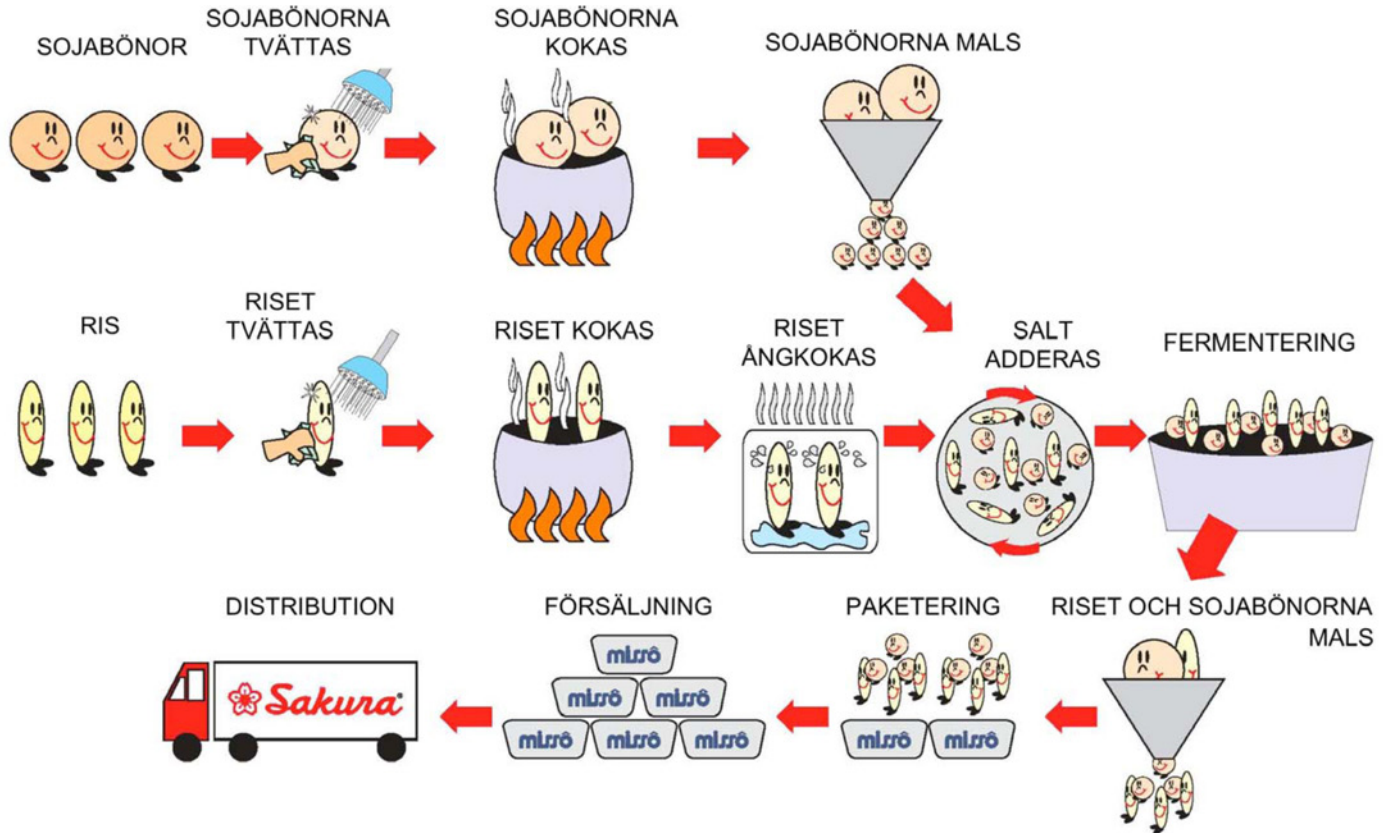 SOJABÖNOR
SOJABÖNORNA
TVÄTTAS
SOJABÖNORNA
KOKAS
SOJABÖNORNA MALS
RIS
RISET
TVÄTTAS
RISET KOKAS
RISET
ÅNGKOKAS
SALT
ADDERAS
FERMENTERING
DISTRIBUTION
FÖRSÄLJNING
PAKETERING
RISET OCH SOJABÖNORNA
MALS
Sakura®
missô
missô missô
missô missô missô
missô missô